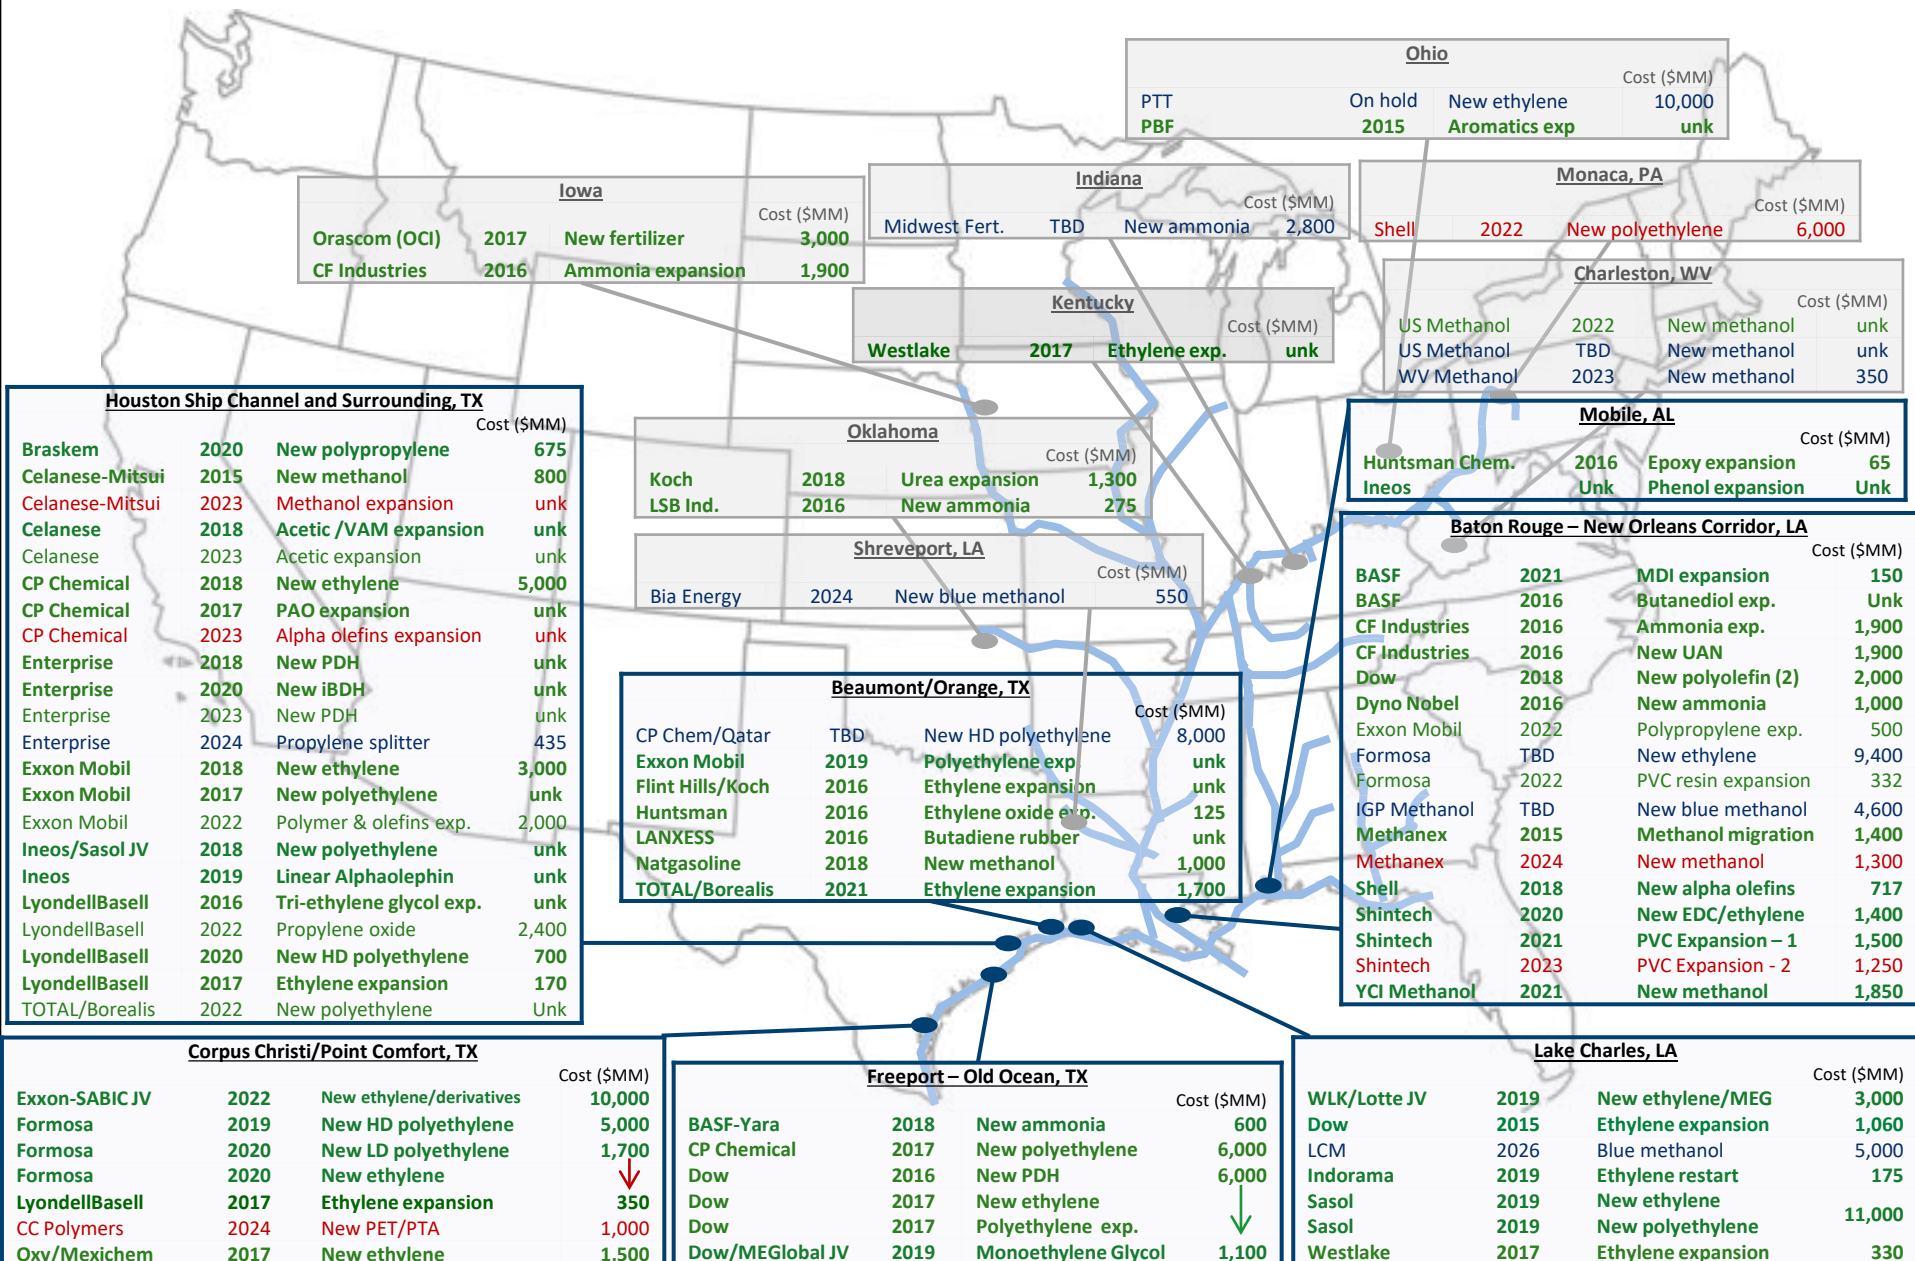 Ohio
Cost ($MM)
PTT On hold New ethylene 10,000
PBF 2015 Aromatics exp unk
Monaca, PA
Cost ($MM)
Shell 2022 New polyethylene 6,000
Indiana
Cost ($MM)
Midwest Fert. TBD New ammonia 2,800
Iowa
Cost ($MM)
Orascom (OCI) 2017 New fertilizer 3,000
CF Industries 2016 Ammonia expansion 1,900
Charleston, WV
Cost ($MM)
US Methanol 2022 New methanol unk
US Methanol TBD New methanol unk
WV Methanol 2023 New methanol 350
Kentucky
Cost ($MM)
Westlake 2017 Ethylene exp. unk
Houston Ship Channel and Surrounding, TX
Cost ($MM)
Braskem 2020 New polypropylene 675
Celanese-Mitsui 2015 New methanol 800
Celanese-Mitsui 2023 Methanol expansion unk
Celanese 2018 Acetic /VAM expansion unk
Celanese 2023 Acetic expansion unk
CP Chemical 2018 New ethylene 5,000
CP Chemical 2017 PAO expansion unk
CP Chemical 2023 Alpha olefins expansion unk
Enterprise 2018 New PDH unk
Enterprise 2020 New iBDH unk
Enterprise 2023 New PDH unk
Enterprise 2024 Propylene splitter 435
Exxon Mobil 2018 New ethylene 3,000
Exxon Mobil 2017 New polyethylene unk
Exxon Mobil 2022 Polymer & olefins exp. 2,000
Ineos/Sasol JV 2018 New polyethylene unk
Ineos 2019 Linear Alphaolephin unk
LyondellBasell 2016 Tri-ethylene glycol exp. unk
LyondellBasell 2022 Propylene oxide 2,400
LyondellBasell 2020 New HD polyethylene 700
LyondellBasell 2017 Ethylene expansion 170
TOTAL/Borealis 2022 New polyethylene Unk
Oklahoma
Cost ($MM)
Koch 2018 Urea expansion 1,300
LSB Ind. 2016 New ammonia 275
Shreveport, LA
Cost ($MM)
Bia Energy 2024 New blue methanol 550
Mobile, AL
Cost ($MM)
Huntsman Chem. 2016 Epoxy expansion 65
Ineos Unk Phenol expansion Unk
Baton Rouge – New Orleans Corridor, LA
Cost ($MM)
BASF 2021 MDI expansion 150
BASF 2016 Butanediol exp. Unk
CF Industries 2016 Ammonia exp. 1,900
CF Industries 2016 New UAN 1,900
Dow 2018 New polyolefin (2) 2,000
Dyno Nobel 2016 New ammonia 1,000
Exxon Mobil 2022 Polypropylene exp. 500
Formosa TBD New ethylene 9,400
Formosa 2022 PVC resin expansion 332
IGP Methanol TBD New blue methanol 4,600
Methanex 2015 Methanol migration 1,400
Methanex 2024 New methanol 1,300
Shell 2018 New alpha olefins 717
Shintech 2020 New EDC/ethylene 1,400
Shintech 2021 PVC Expansion – 1 1,500
Shintech 2023 PVC Expansion - 2 1,250
YCI Methanol 2021 New methanol 1,850
Beaumont/Orange, TX
Cost ($MM)
CP Chem/Qatar TBD New HD polyethylene 8,000
Exxon Mobil 2019 Polyethylene exp. unk
Flint Hills/Koch 2016 Ethylene expansion unk
Huntsman 2016 Ethylene oxide exp. 125
LANXESS 2016 Butadiene rubber unk
Natgasoline 2018 New methanol 1,000
TOTAL/Borealis 2021 Ethylene expansion 1,700
Corpus Christi/Point Comfort, TX
Cost ($MM)
Exxon-SABIC JV 2022 New ethylene/derivatives 10,000
Formosa 2019 New HD polyethylene 5,000
Formosa 2020 New LD polyethylene 1,700
Formosa 2020 New ethylene
LyondellBasell 2017 Ethylene expansion 350
CC Polymers 2024 New PET/PTA 1,000
Oxy/Mexichem 2017 New ethylene 1,500
Freeport – Old Ocean, TX
Cost ($MM)
BASF-Yara 2018 New ammonia 600
CP Chemical 2017 New polyethylene 6,000
Dow 2016 New PDH 6,000
Dow 2017 New ethylene
Dow 2017 Polyethylene exp.
Dow/MEGlobal JV 2019 Monoethylene Glycol 1,100
Lake Charles, LA
Cost ($MM)
WLK/Lotte JV 2019 New ethylene/MEG 3,000
Dow 2015 Ethylene expansion 1,060
LCM 2026 Blue methanol 5,000
Indorama 2019 Ethylene restart 175
Sasol 2019 New ethylene
11,000
Sasol 2019 New polyethylene
Westlake 2017 Ethylene expansion 330